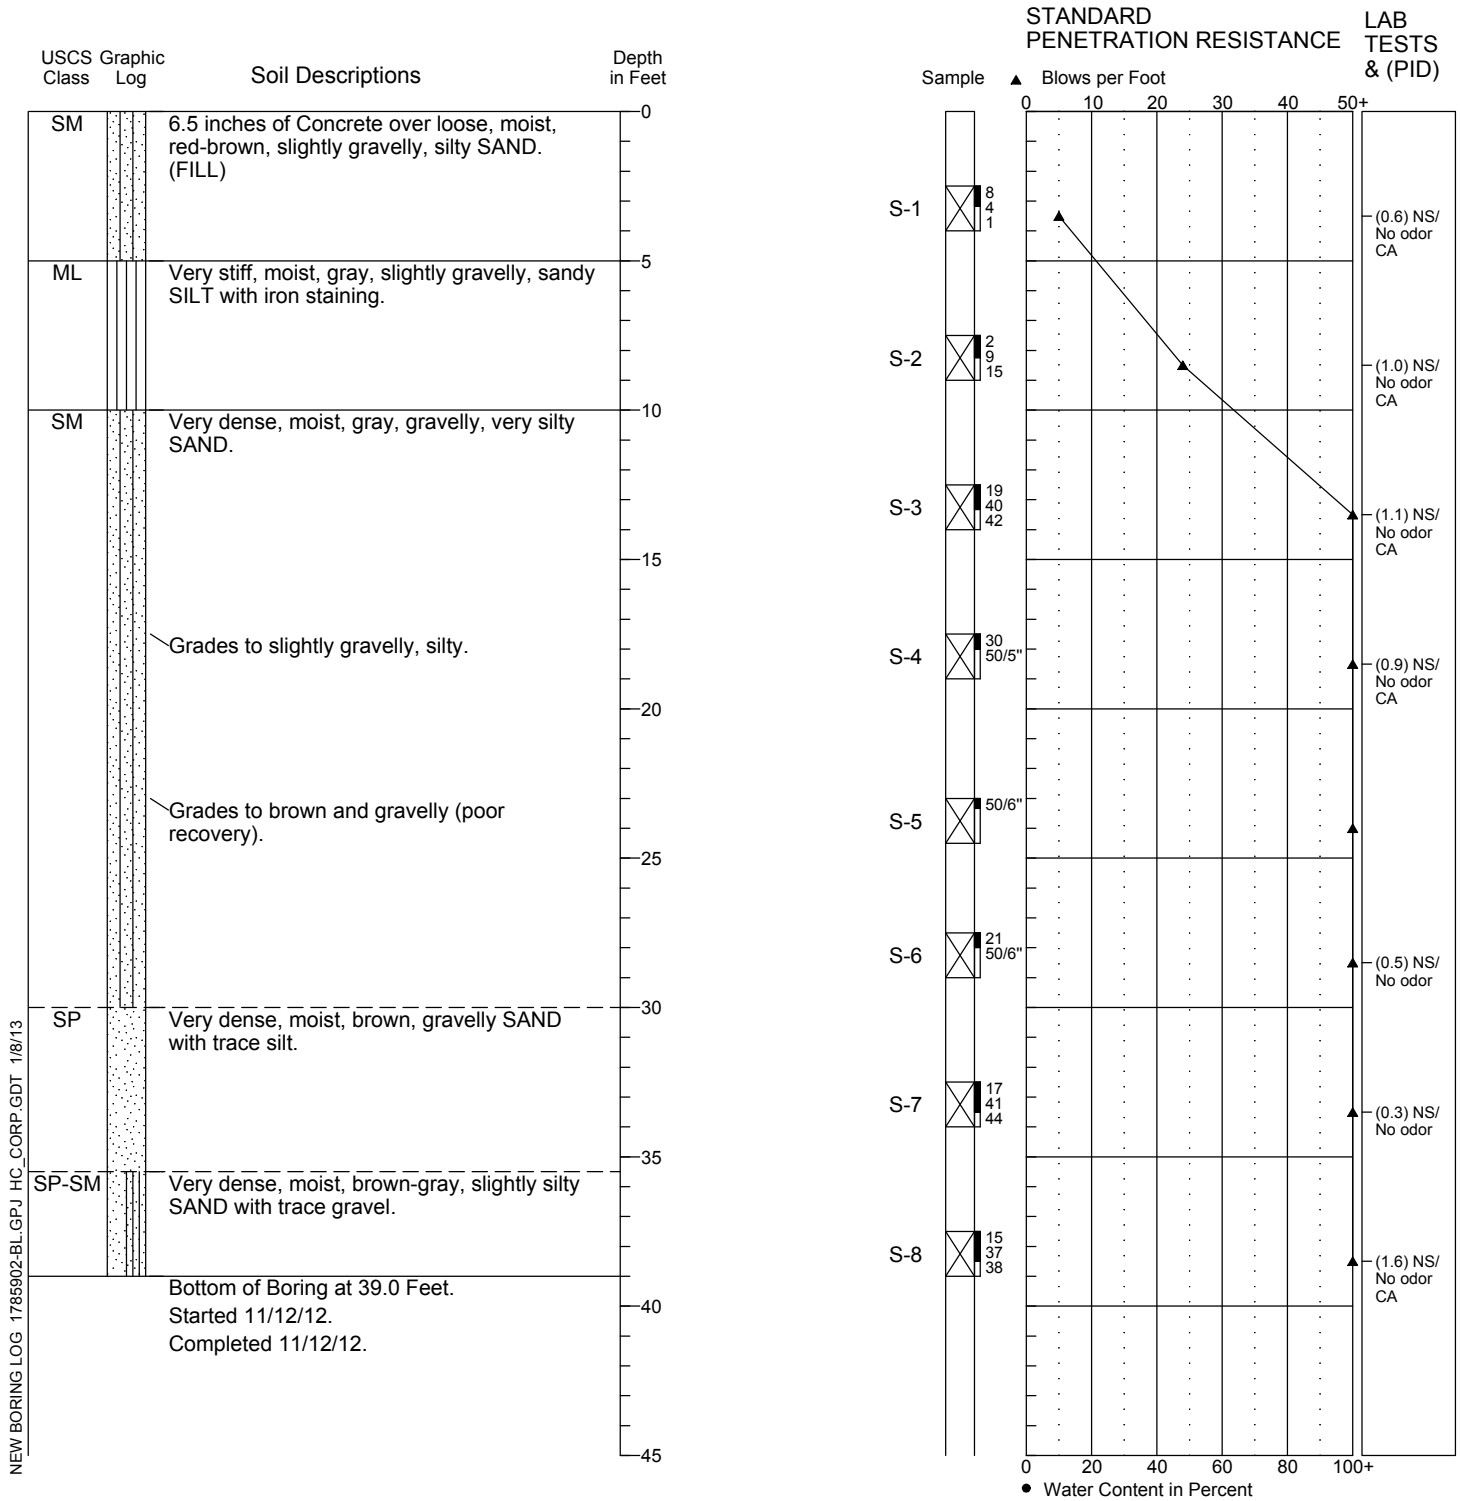 STANDARD
PENETRATION RESISTANCE
LAB
TESTS
& (PID)
USCS Graphic
Class Log
Soil Descriptions
Depth
in Feet
Sample
▲ Blows per Foot
0 10 20 30 40 50+
0
SM
6.5 inches of Concrete over loose, moist,
red-brown, slightly gravelly, silty SAND.
(FILL)
S-1
8
4
1
(0.6) NS/
No odor
CA
5
ML
Very stiff, moist, gray, slightly gravelly, sandy
SILT with iron staining.
S-2
2
9
15
(1.0) NS/
No odor
CA
10
SM
Very dense, moist, gray, gravelly, very silty
SAND.
S-3
19
40
42
(1.1) NS/
No odor
CA
15
Grades to slightly gravelly, silty.
S-4
30
50/5"
(0.9) NS/
No odor
CA
20
Grades to brown and gravelly (poor
recovery).
S-5
50/6"
25
S-6
21
50/6"
(0.5) NS/
No odor
30
SP
Very dense, moist, brown, gravelly SAND
with trace silt.
S-7
17
41
44
(0.3) NS/
No odor
35
SP-SM
Very dense, moist, brown-gray, slightly silty
SAND with trace gravel.
S-8
15
37
38
(1.6) NS/
No odor
CA
Bottom of Boring at 39.0 Feet.
Started 11/12/12.
Completed 11/12/12.
40
45
0 20 40 60 80 100+
● Water Content in Percent
NEW BORING LOG 1785902-BL.GPJ HC_CORP.GDT 1/8/13